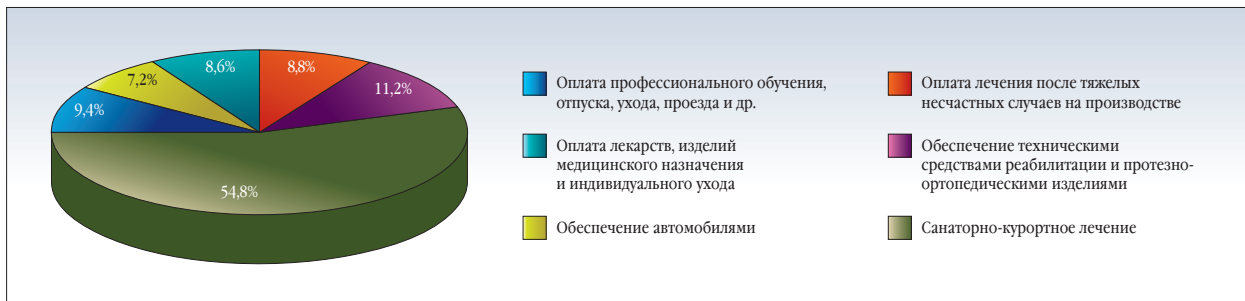 8,6%
8,8%
7,2%
11,2%
9,4%
54,8%
Оплата профессионального обучения,
отпуска, ухода, проезда и др.
Оплата лекарств, изделий
медицинского назначения
и индивидуального ухода
Обеспечение автомобилями
Оплата лечения после тяжелых
несчастных случаев на производстве
Обеспечение техническими
средствами реабилитации и протезно-
ортопедическими изделиями
Санаторно-курортное лечение